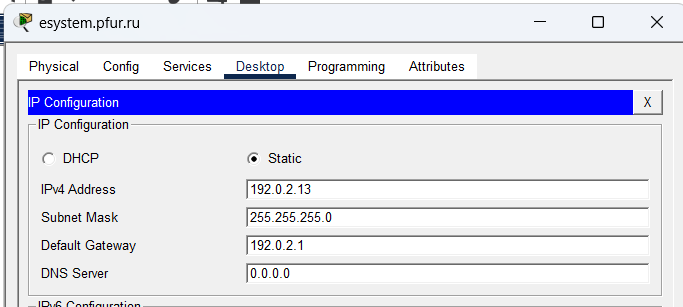 esystem.pfur.ru
Physical Config Services Desktop Programming Attributes
IP Configuration X
IP Configuration
DHCP Static
IPv4 Address 192.0.2.13
Subnet Mask 255.255.255.0
Default Gateway 192.0.2.1
DNS Server 0.0.0.0
IPv6 Configuration